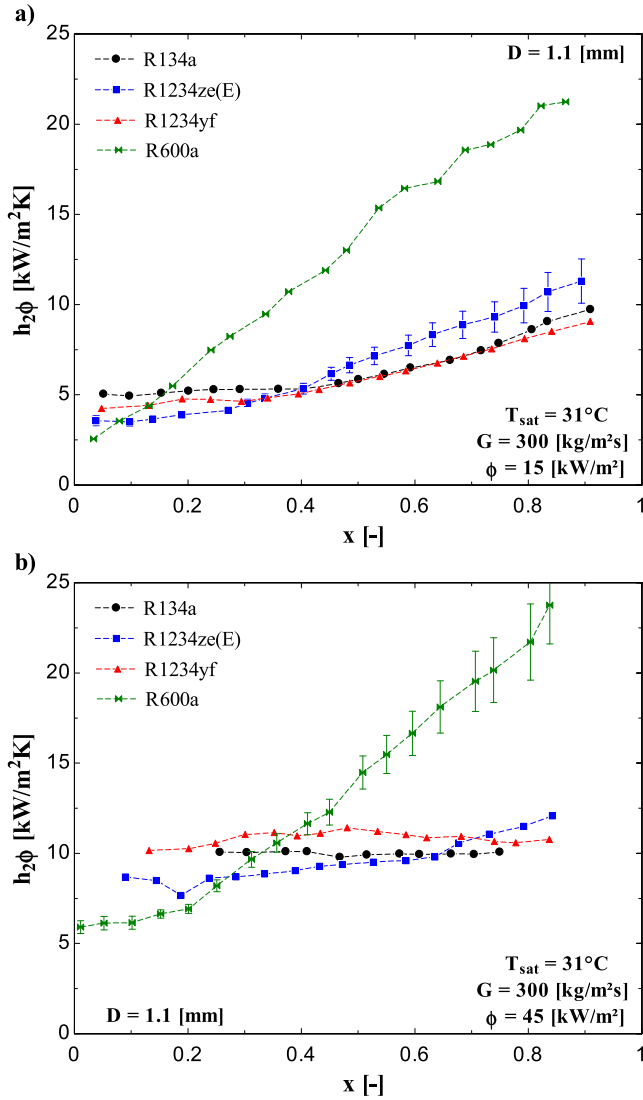 a)
25
20
15
10
5
0
h2ϕ [kW/m²K]
R134a
R1234ze(E)
R1234yf
R600a
D = 1.1 [mm]
Tsat = 31°C
G = 300 [kg/m²s]
ϕ = 15 [kW/m²]
0 0.2 0.4 0.6 0.8 1
x [-]
b)
25
20
15
10
5
0
h2ϕ [kW/m²K]
R134a
R1234ze(E)
R1234yf
R600a
D = 1.1 [mm]
Tsat = 31°C
G = 300 [kg/m²s]
ϕ = 45 [kW/m²]
0 0.2 0.4 0.6 0.8 1
x [-]